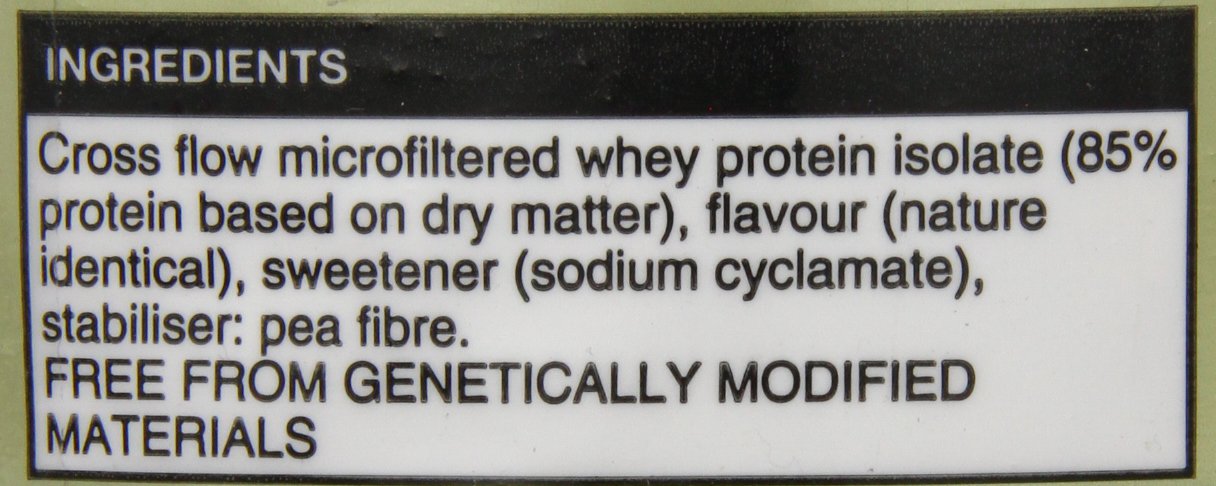 INGREDIENTS
Cross flow microfiltered whey protein isolate (85%
protein based on dry matter), flavour (nature
identical), sweetener (sodium cyclamate),
stabiliser: pea fibre.
FREE FROM GENETICALLY MODIFIED
MATERIALS